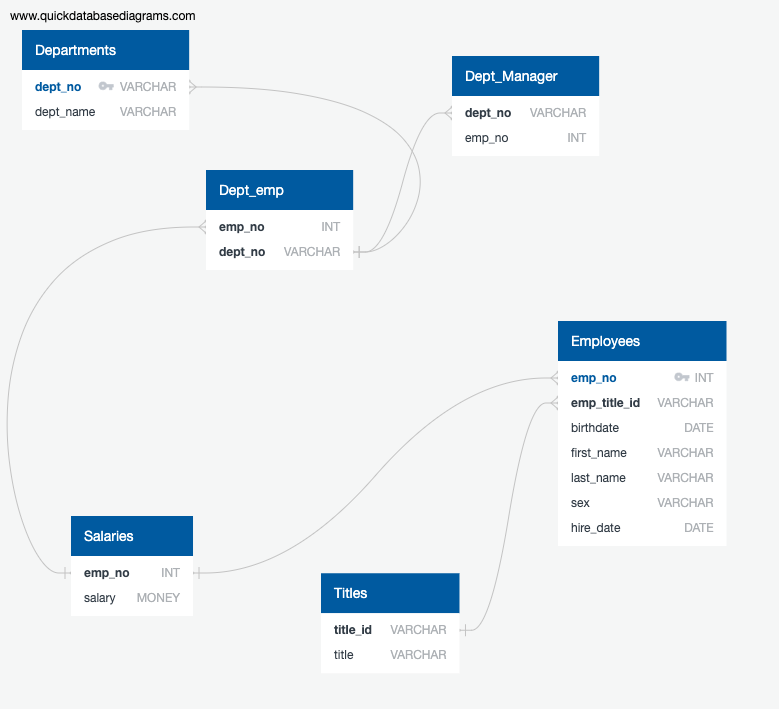 www.quickdatabasediagrams.com
Departments
dept_no VARCHAR
dept_name VARCHAR
Dept_Manager
dept_no VARCHAR
emp_no INT
Dept_emp
emp_no INT
dept_no VARCHAR
Employees
emp_no INT
emp_title_id VARCHAR
birthdate DATE
first_name VARCHAR
last_name VARCHAR
sex VARCHAR
hire_date DATE
Salaries
emp_no INT
salary MONEY
Titles
title_id VARCHAR
title VARCHAR